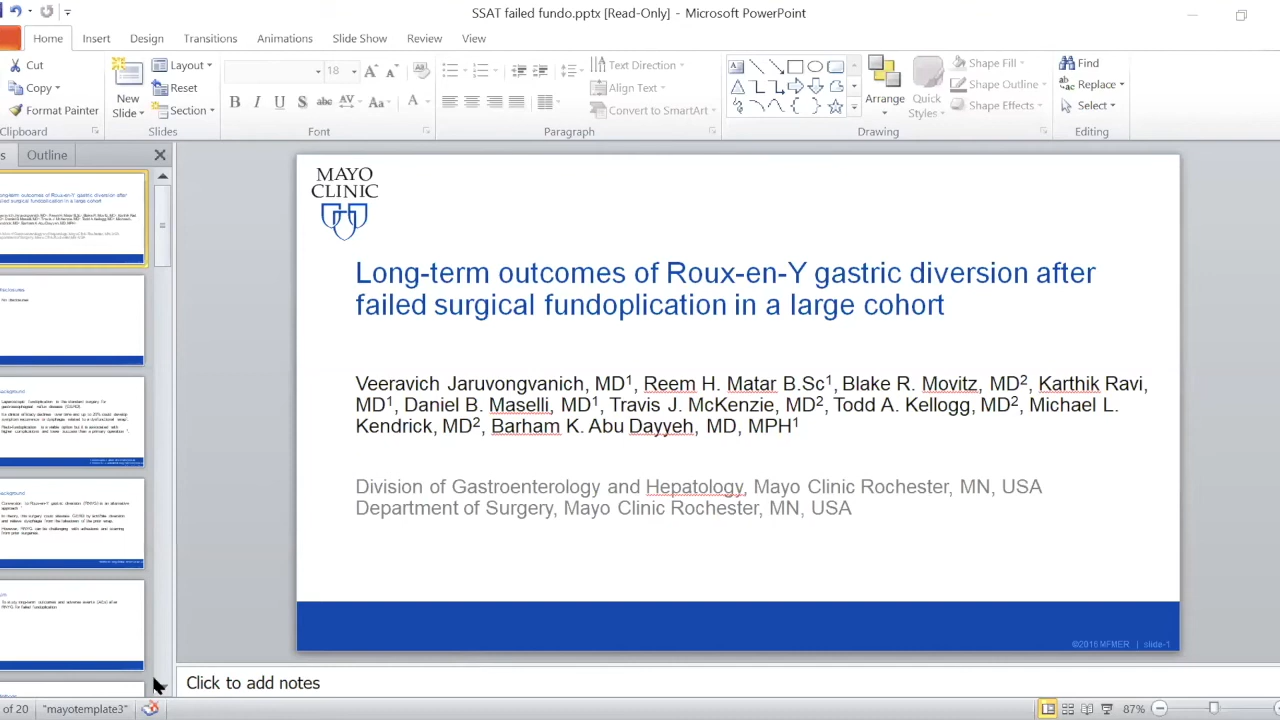 SSAT failed fundo.pptx [Read-Only] - Microsoft PowerPoint
Home Insert Design Transitions Animations Slide Show Review View
Cut
Copy
Format Painter
Clipboard
New
Slide
Layout
Reset
Section
Slides
18
Font
Text Direction
Align Text
Convert to SmartArt
Paragraph
Arrange
Quick
Styles
Shape Fill
Shape Outline
Shape Effects
Drawing
Find
Replace
Select
Editing
Outline
MAYO
CLINIC
Long-term outcomes of Roux-en-Y gastric diversion after
failed surgical fundoplication in a large cohort
Veeravich Jaruvongvanich, MD1, Reem H. Matar B.Sc1, Blake R. Movitz, MD2, Karthik Ravi,
MD1, Daniel B. Maselli, MD1, Travis J. McKenzie, MD2, Todd A. Kellogg, MD2, Michael L.
Kendrick, MD2, Barham K. Abu Dayyeh, MD, MPH1
Division of Gastroenterology and Hepatology, Mayo Clinic Rochester, MN, USA
Department of Surgery, Mayo Clinic Rochester, MN, USA
©2016 MFMER | slide-1
Click to add notes
of 20 "mayotemplate3" 87%